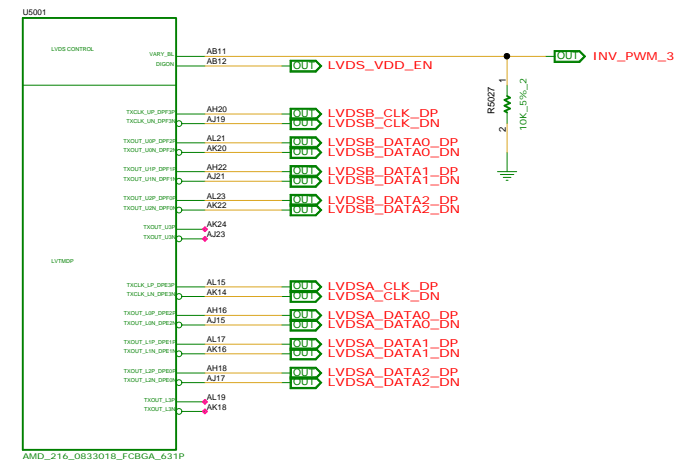 U5001
LVDS CONTROL
VARY_BL AB11 OUT INV_PWM_3
DIGON AB12 OUT LVDS_VDD_EN
R5027
1
2
10K_5%_2
TXCLK_UP_DPF3P AH20 OUT LVDSB_CLK_DP
TXCLK_UN_DPF3N AJ19 OUT LVDSB_CLK_DN
TXOUT_U0P_DPF2P AL21 OUT LVDSB_DATA0_DP
TXOUT_U0N_DPF2N AK20 OUT LVDSB_DATA0_DN
TXOUT_U1P_DPF1P AH22 OUT LVDSB_DATA1_DP
TXOUT_U1N_DPF1N AJ21 OUT LVDSB_DATA1_DN
TXOUT_U2P_DPF0P AL23 OUT LVDSB_DATA2_DP
TXOUT_U2N_DPF0N AK22 OUT LVDSB_DATA2_DN
TXOUT_U3P AK24
TXOUT_U3N AJ23
LVTMDP
TXCLK_LP_DPE3P AL15 OUT LVDSA_CLK_DP
TXCLK_LN_DPE3N AK14 OUT LVDSA_CLK_DN
TXOUT_L0P_DPE2P AH16 OUT LVDSA_DATA0_DP
TXOUT_L0N_DPE2N AJ15 OUT LVDSA_DATA0_DN
TXOUT_L1P_DPE1P AL17 OUT LVDSA_DATA1_DP
TXOUT_L1N_DPE1N AK16 OUT LVDSA_DATA1_DN
TXOUT_L2P_DPE0P AH18 OUT LVDSA_DATA2_DP
TXOUT_L2N_DPE0N AJ17 OUT LVDSA_DATA2_DN
TXOUT_L3P AL19
TXOUT_L3N AK18
AMD_216_0833018_FCBGA_631P